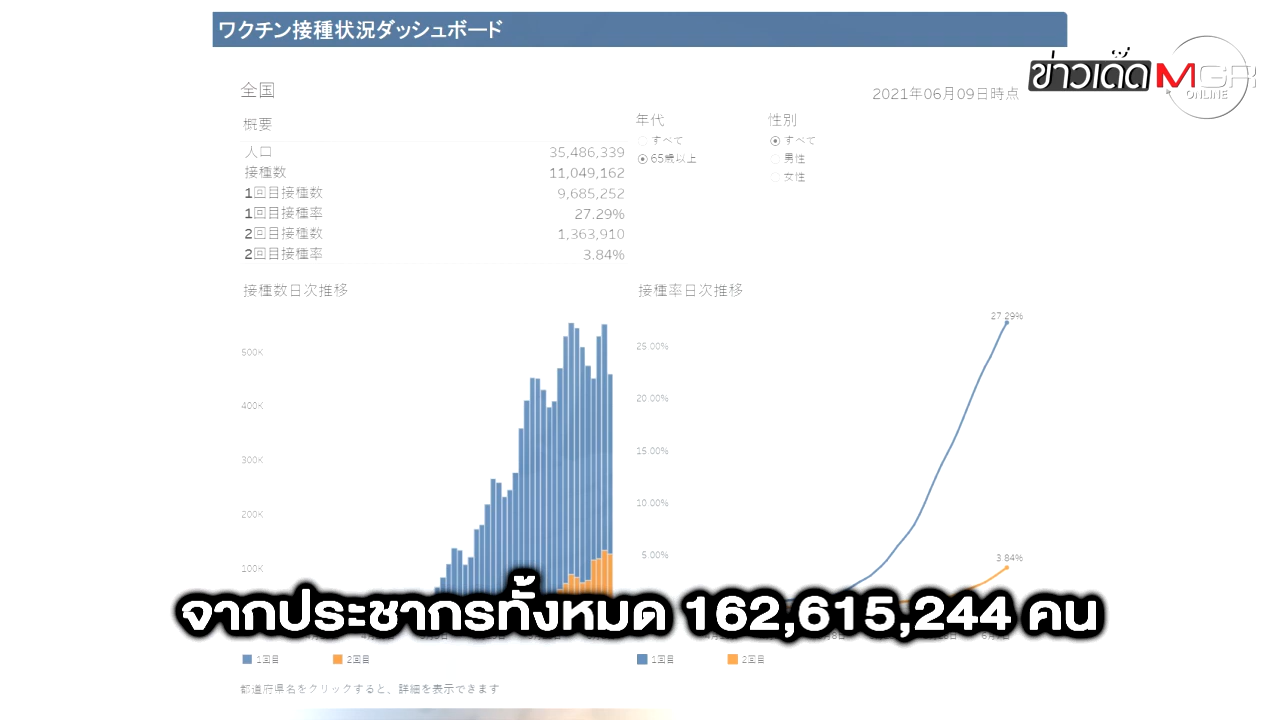 ワクチン接種状況ダッシュボード
ข่าวเด็ด MGR
ONLINE
全国
2021年06月09日時点
概要
年代
性別
すべて
すべて
65歳以上
男性
女性
人口 35,486,339
接種数 11,049,162
1回目接種数 9,685,252
1回目接種率 27.29%
2回目接種数 1,363,910
2回目接種率 3.84%
接種数日次推移
接種率日次推移
27.29%
500K
25.00%
400K
20.00%
300K
15.00%
200K
10.00%
100K
5.00%
3.84%
จากประชากรทั้งหมด 162,615,244 คน
1回目 2回目
1回目 2回目
都道府県名をクリックすると、詳細を表示できます